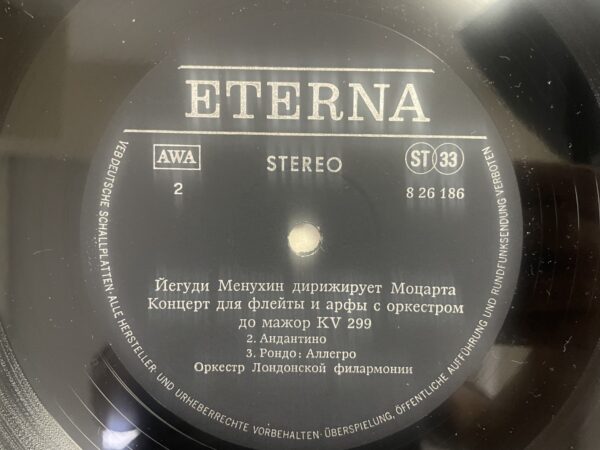 ETERNA
AWA STEREO ST 33
2 8 26 186
Йегуди Менухин дирижирует Моцарта
Концерт для флейты и арфы с оркестром
до мажор KV 299
2. Андантино
3. Рондо: Аллегро
Оркестр Лондонской филармонии
VEB DEUTSCHE SCHALLPLATTEN·ALLE HERSTELLER- UND URHEBERRECHTE VORBEHALTEN·ÜBERSPIELUNG, ÖFFENTLICHE AUFFÜHRUNG UND RUNDFUNKSENDUNG VERBOTEN